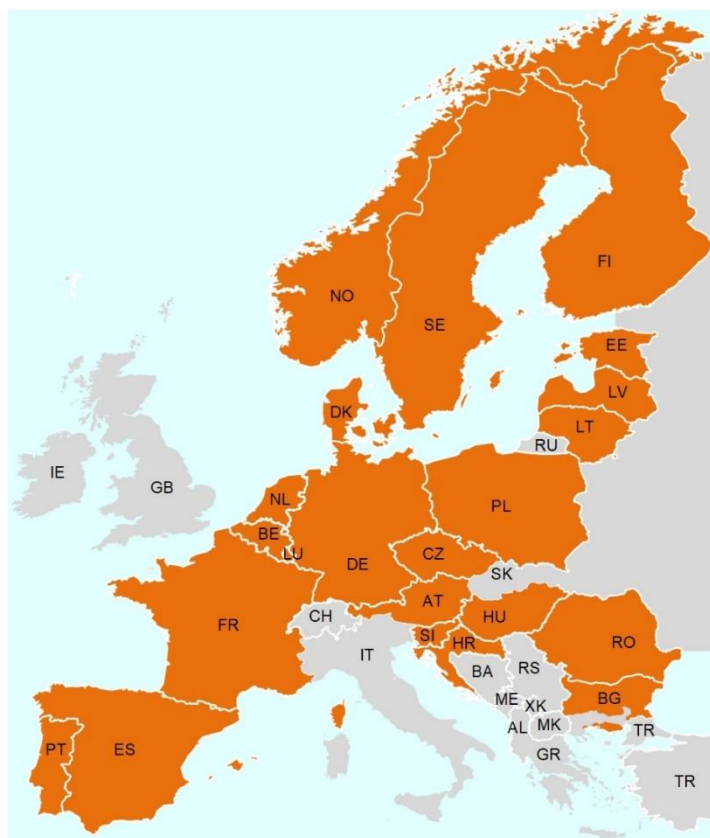 FI
NO
SE
EE
LV
DK
LT
RU
IE
GB
NL
PL
BE
LU
DE
CZ
SK
AT
CH
HU
FR
SI
HR
RO
IT
BA
RS
ME
XK
BG
MK
AL
TR
PT
ES
GR
TR